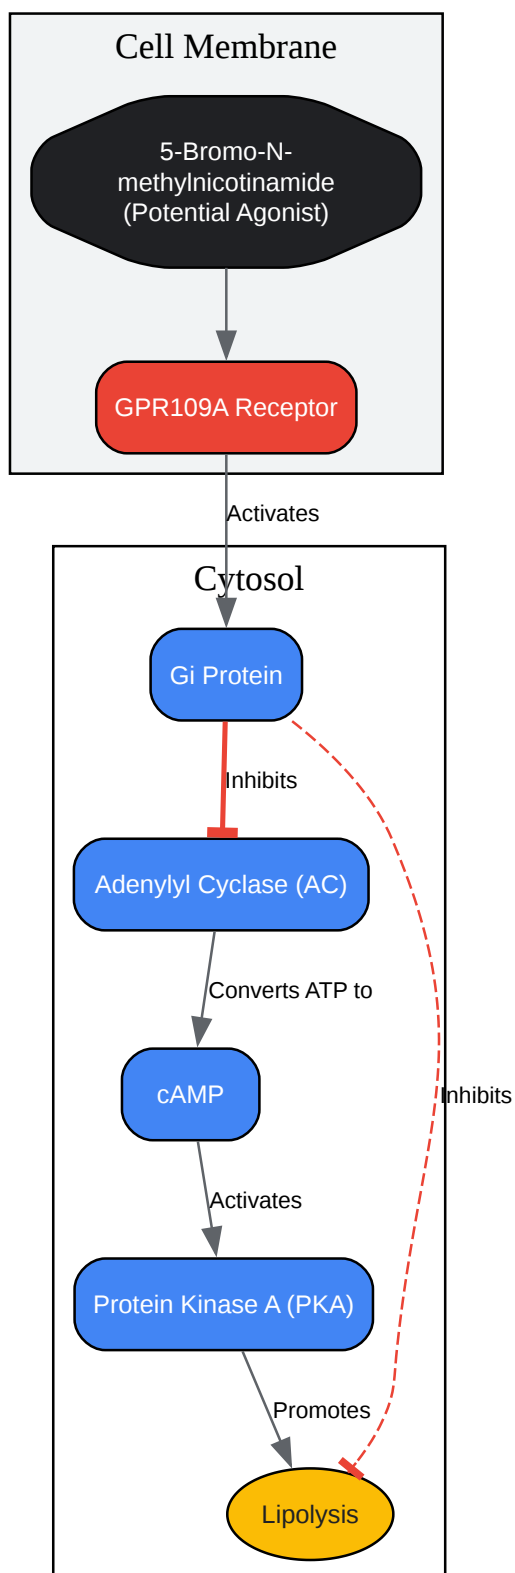 Cell Membrane
5-Bromo-N-
methylnicotinamide
(Potential Agonist)
GPR109A Receptor
Activates
Cytosol
Gi Protein
Inhibits
Adenylyl Cyclase (AC)
Converts ATP to
cAMP
Inhibits
Activates
Protein Kinase A (PKA)
Promotes
Lipolysis